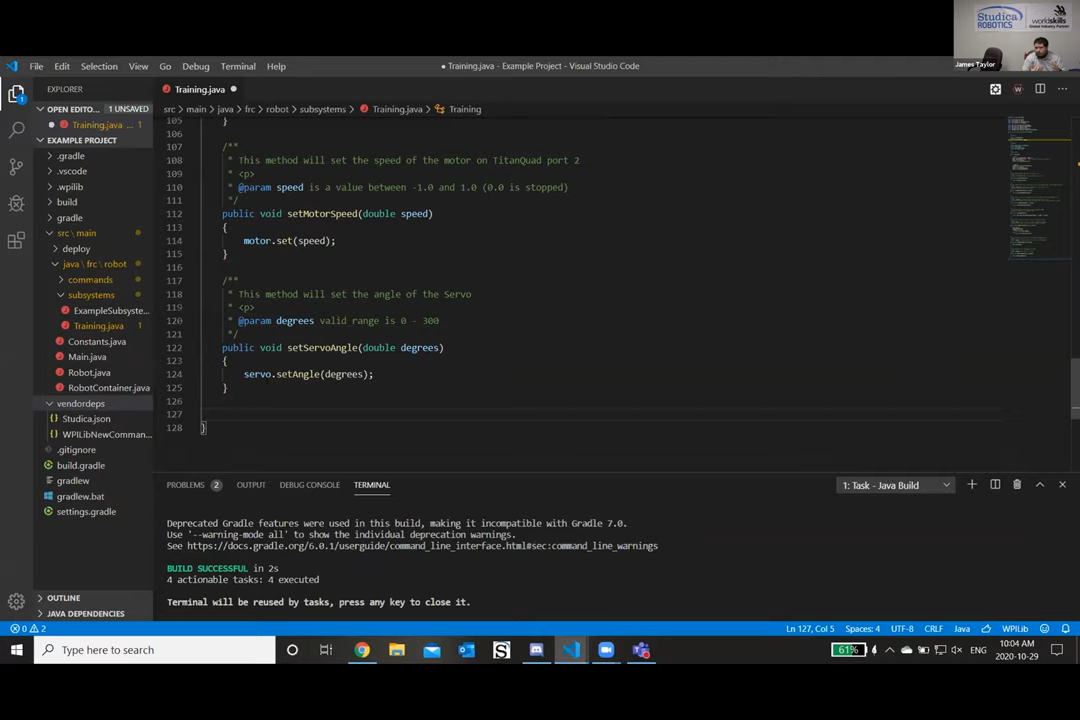 Studica
ROBOTICS
worldskills
Global Industry Partner
James Taylor
File Edit Selection View Go Debug Terminal Help
● Training.java - Example Project - Visual Studio Code
EXPLORER
Training.java ●
OPEN EDITO... 1 UNSAVED
src > main > java > frc > robot > subsystems > Training.java > Training
● Training.java ... 1
EXAMPLE PROJECT
.gradle
.vscode
.wpilib
build
gradle
src \ main
deploy
java \ frc \ robot
commands
subsystems
ExampleSubsyste...
Training.java 1
Constants.java
Main.java
Robot.java
RobotContainer.java
vendordeps
{} Studica.json
{} WPILibNewComman...
.gitignore
build.gradle
gradlew
gradlew.bat
settings.gradle
OUTLINE
JAVA DEPENDENCIES
105 }
106
107 /**
108 * This method will set the speed of the motor on TitanQuad port 2
109 * <p>
110 * @param speed is a value between -1.0 and 1.0 (0.0 is stopped)
111 */
112 public void setMotorSpeed(double speed)
113 {
114 motor.set(speed);
115 }
116
117 /**
118 * This method will set the angle of the Servo
119 * <p>
120 * @param degrees valid range is 0 - 300
121 */
122 public void setServoAngle(double degrees)
123 {
124 servo.setAngle(degrees);
125 }
126
127
128 }
PROBLEMS 2 OUTPUT DEBUG CONSOLE TERMINAL 1: Task - Java Build
Deprecated Gradle features were used in this build, making it incompatible with Gradle 7.0.
Use '--warning-mode all' to show the individual deprecation warnings.
See https://docs.gradle.org/6.0.1/userguide/command_line_interface.html#sec:command_line_warnings
BUILD SUCCESSFUL in 2s
4 actionable tasks: 4 executed
Terminal will be reused by tasks, press any key to close it.
0 2 Ln 127, Col 5 Spaces: 4 UTF-8 CRLF Java WPILib
Type here to search
61% ENG 10:04 AM
2020-10-29